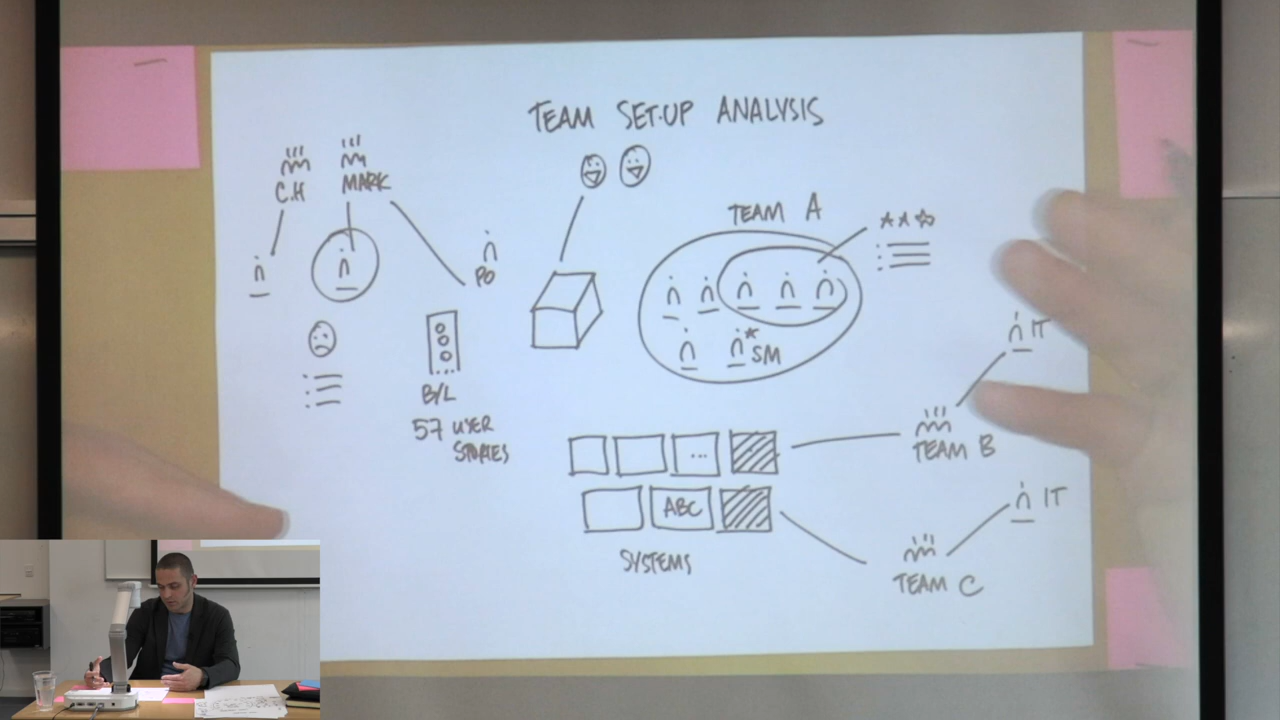 TEAM SET-UP ANALYSIS
C.H
MARK
PO
B/L
57 USER
STORIES
TEAM A
SM
IT
TEAM B
ABC
SYSTEMS
IT
TEAM C